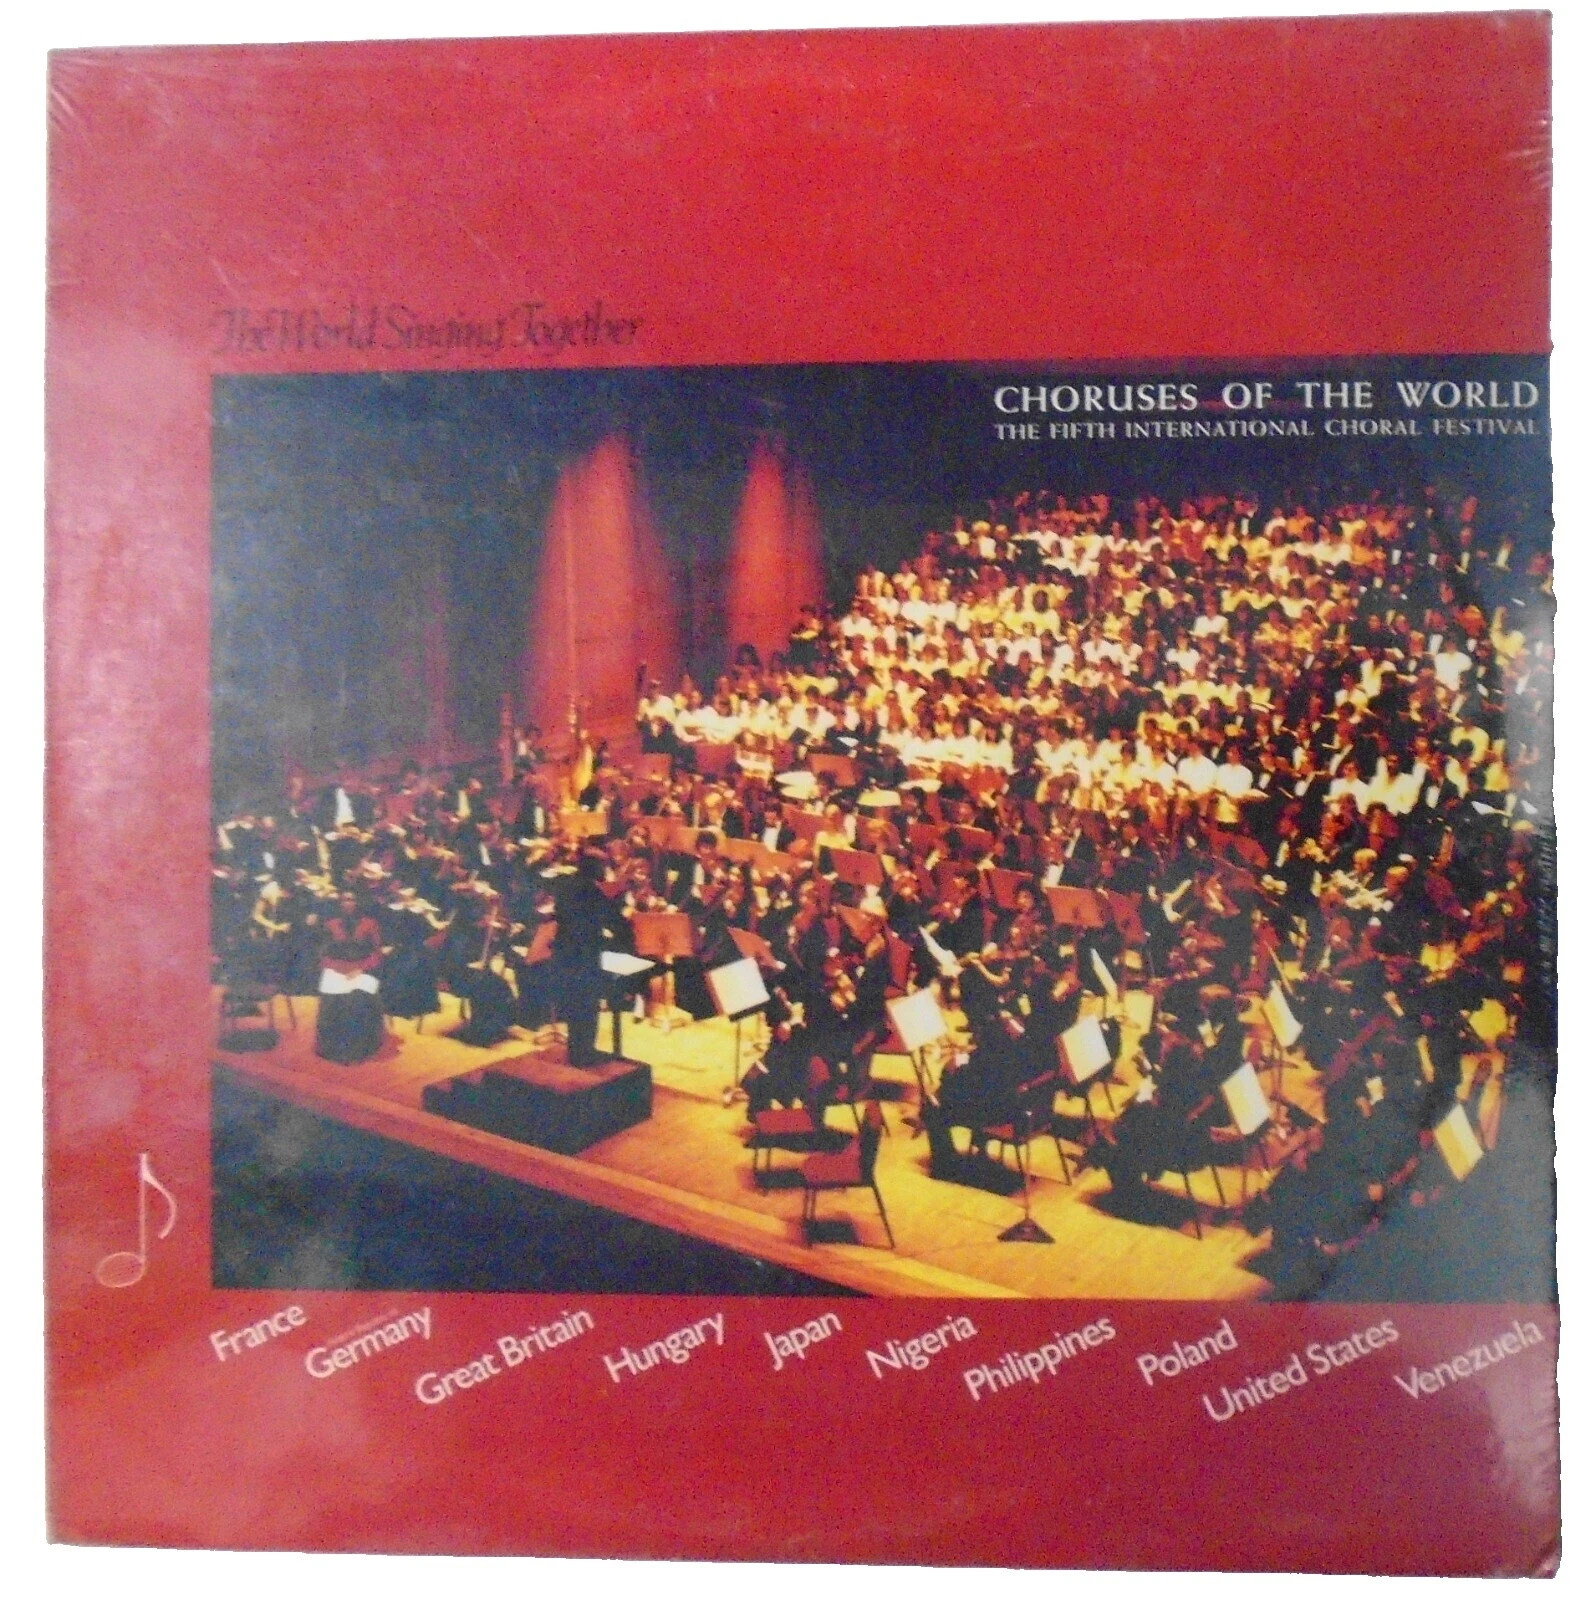 The World Singing Together
CHORUSES OF THE WORLD
THE FIFTH INTERNATIONAL CHORAL FESTIVAL
France
Germany
Great Britain
Hungary
Japan
Nigeria
Philippines
Poland
United States
Venezuela